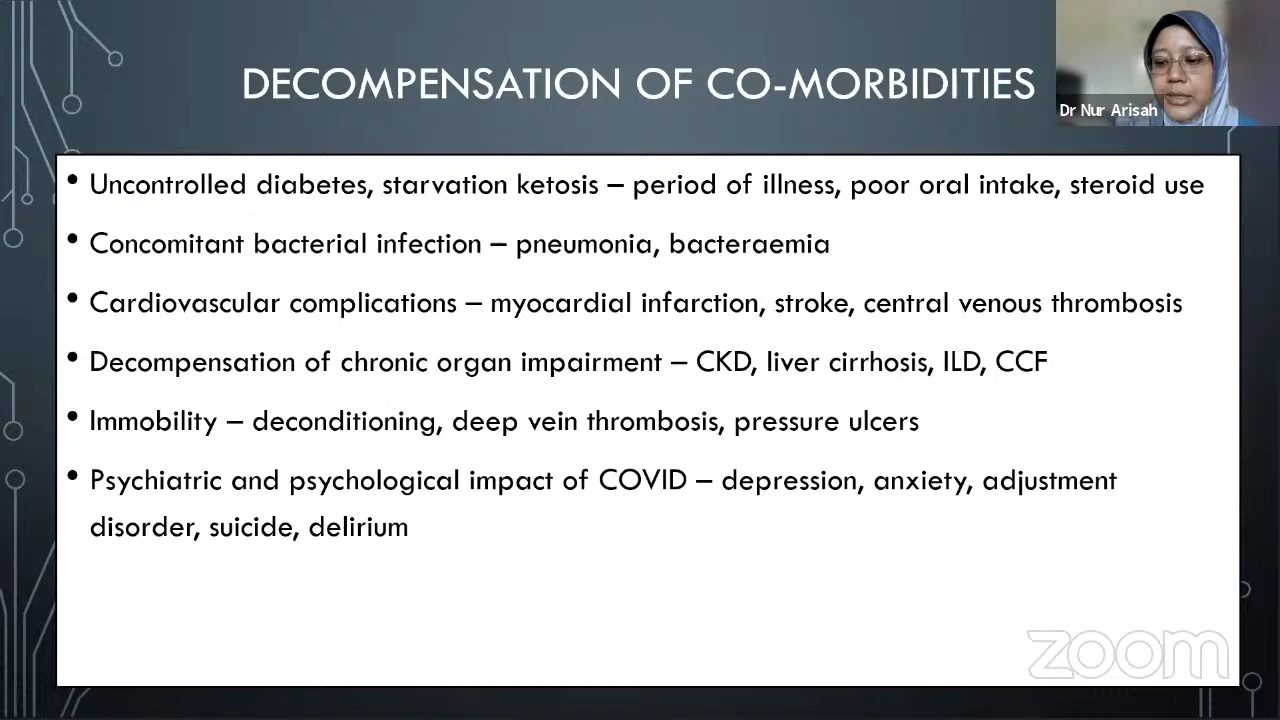 DECOMPENSATION OF CO-MORBIDITIES
Dr Nur Arisah
• Uncontrolled diabetes, starvation ketosis – period of illness, poor oral intake, steroid use
• Concomitant bacterial infection – pneumonia, bacteraemia
• Cardiovascular complications – myocardial infarction, stroke, central venous thrombosis
• Decompensation of chronic organ impairment – CKD, liver cirrhosis, ILD, CCF
• Immobility – deconditioning, deep vein thrombosis, pressure ulcers
• Psychiatric and psychological impact of COVID – depression, anxiety, adjustment
disorder, suicide, delirium
zoom